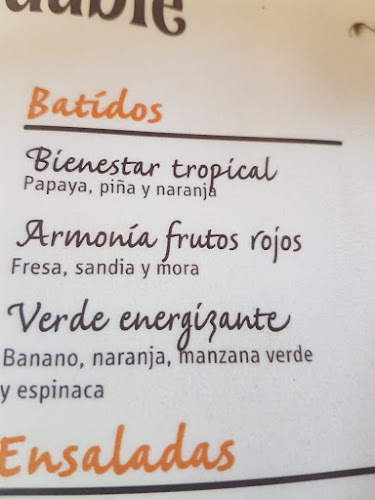 Batidos
Bienestar tropical
Papaya, piña y naranja
Armonía frutos rojos
Fresa, sandia y mora
Verde energizante
Banano, naranja, manzana verde
y espinaca
Ensaladas